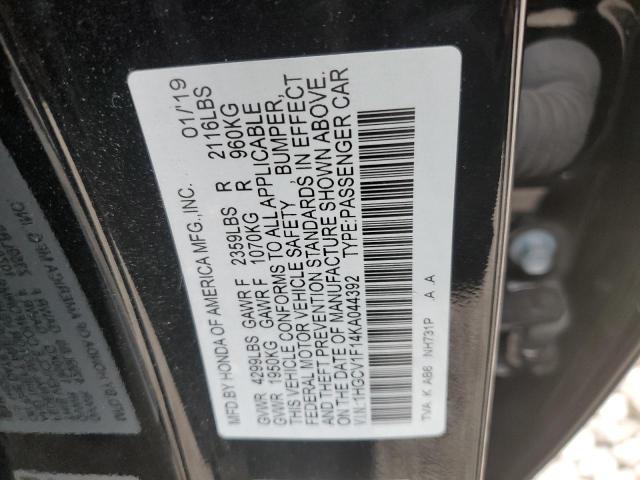 MFD.BY HONDA OF AMERICA MFG.,INC. 01/'19
GVWR 4299LBS GAWR F 2359LBS R 2116LBS
GVWR 1950KG GAWR F 1070KG R 960KG
THIS VEHICLE CONFORMS TO ALL APPLICABLE
FEDERAL MOTOR VEHICLE SAFETY, BUMPER,
AND THEFT PREVENTION STANDARDS IN EFFECT
ON THE DATE OF MANUFACTURE SHOWN ABOVE.
V.I.N.:1HGCV1F14KA044392 TYPE:PASSENGER CAR
TVA K AB6 NH731P A A